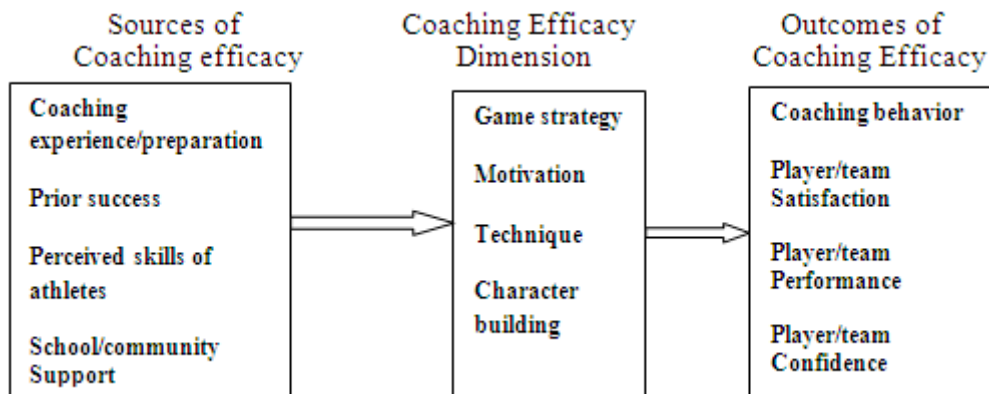 Sources of
Coaching efficacy
Coaching Efficacy
Dimension
Outcomes of
Coaching Efficacy
Coaching
experience/preparation
Prior success
Perceived skills of
athletes
School/community
Support
Game strategy
Motivation
Technique
Character
building
Coaching behavior
Player/team
Satisfaction
Player/team
Performance
Player/team
Confidence